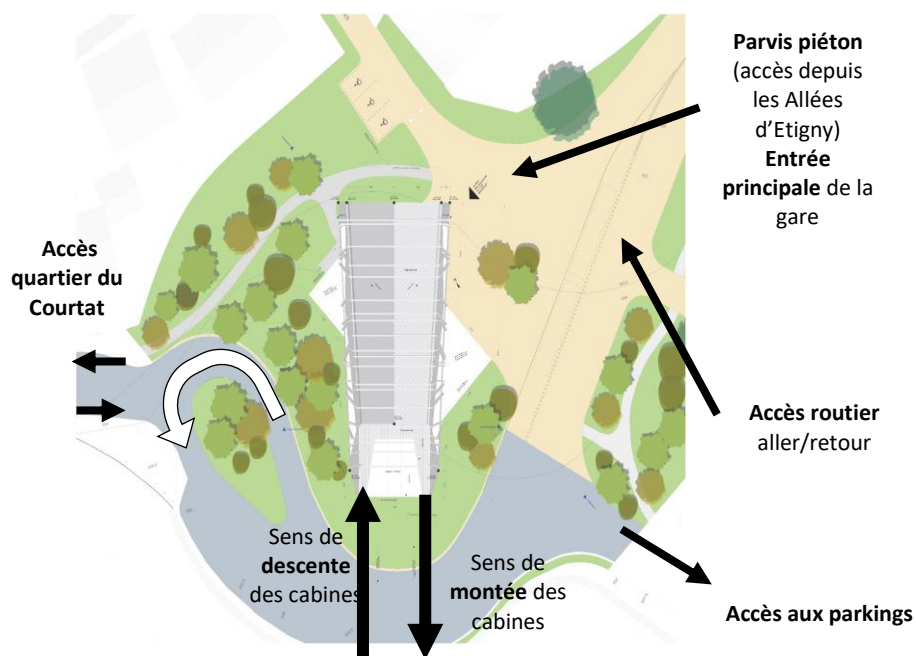 Parvis piéton
(accès depuis
les Allées
d’Etigny)
Entrée
principale de la
gare
Accès
quartier du
Courtat
Accès routier
aller/retour
Sens de
descente
des cabines
Sens de
montée des
cabines
Accès aux parkings